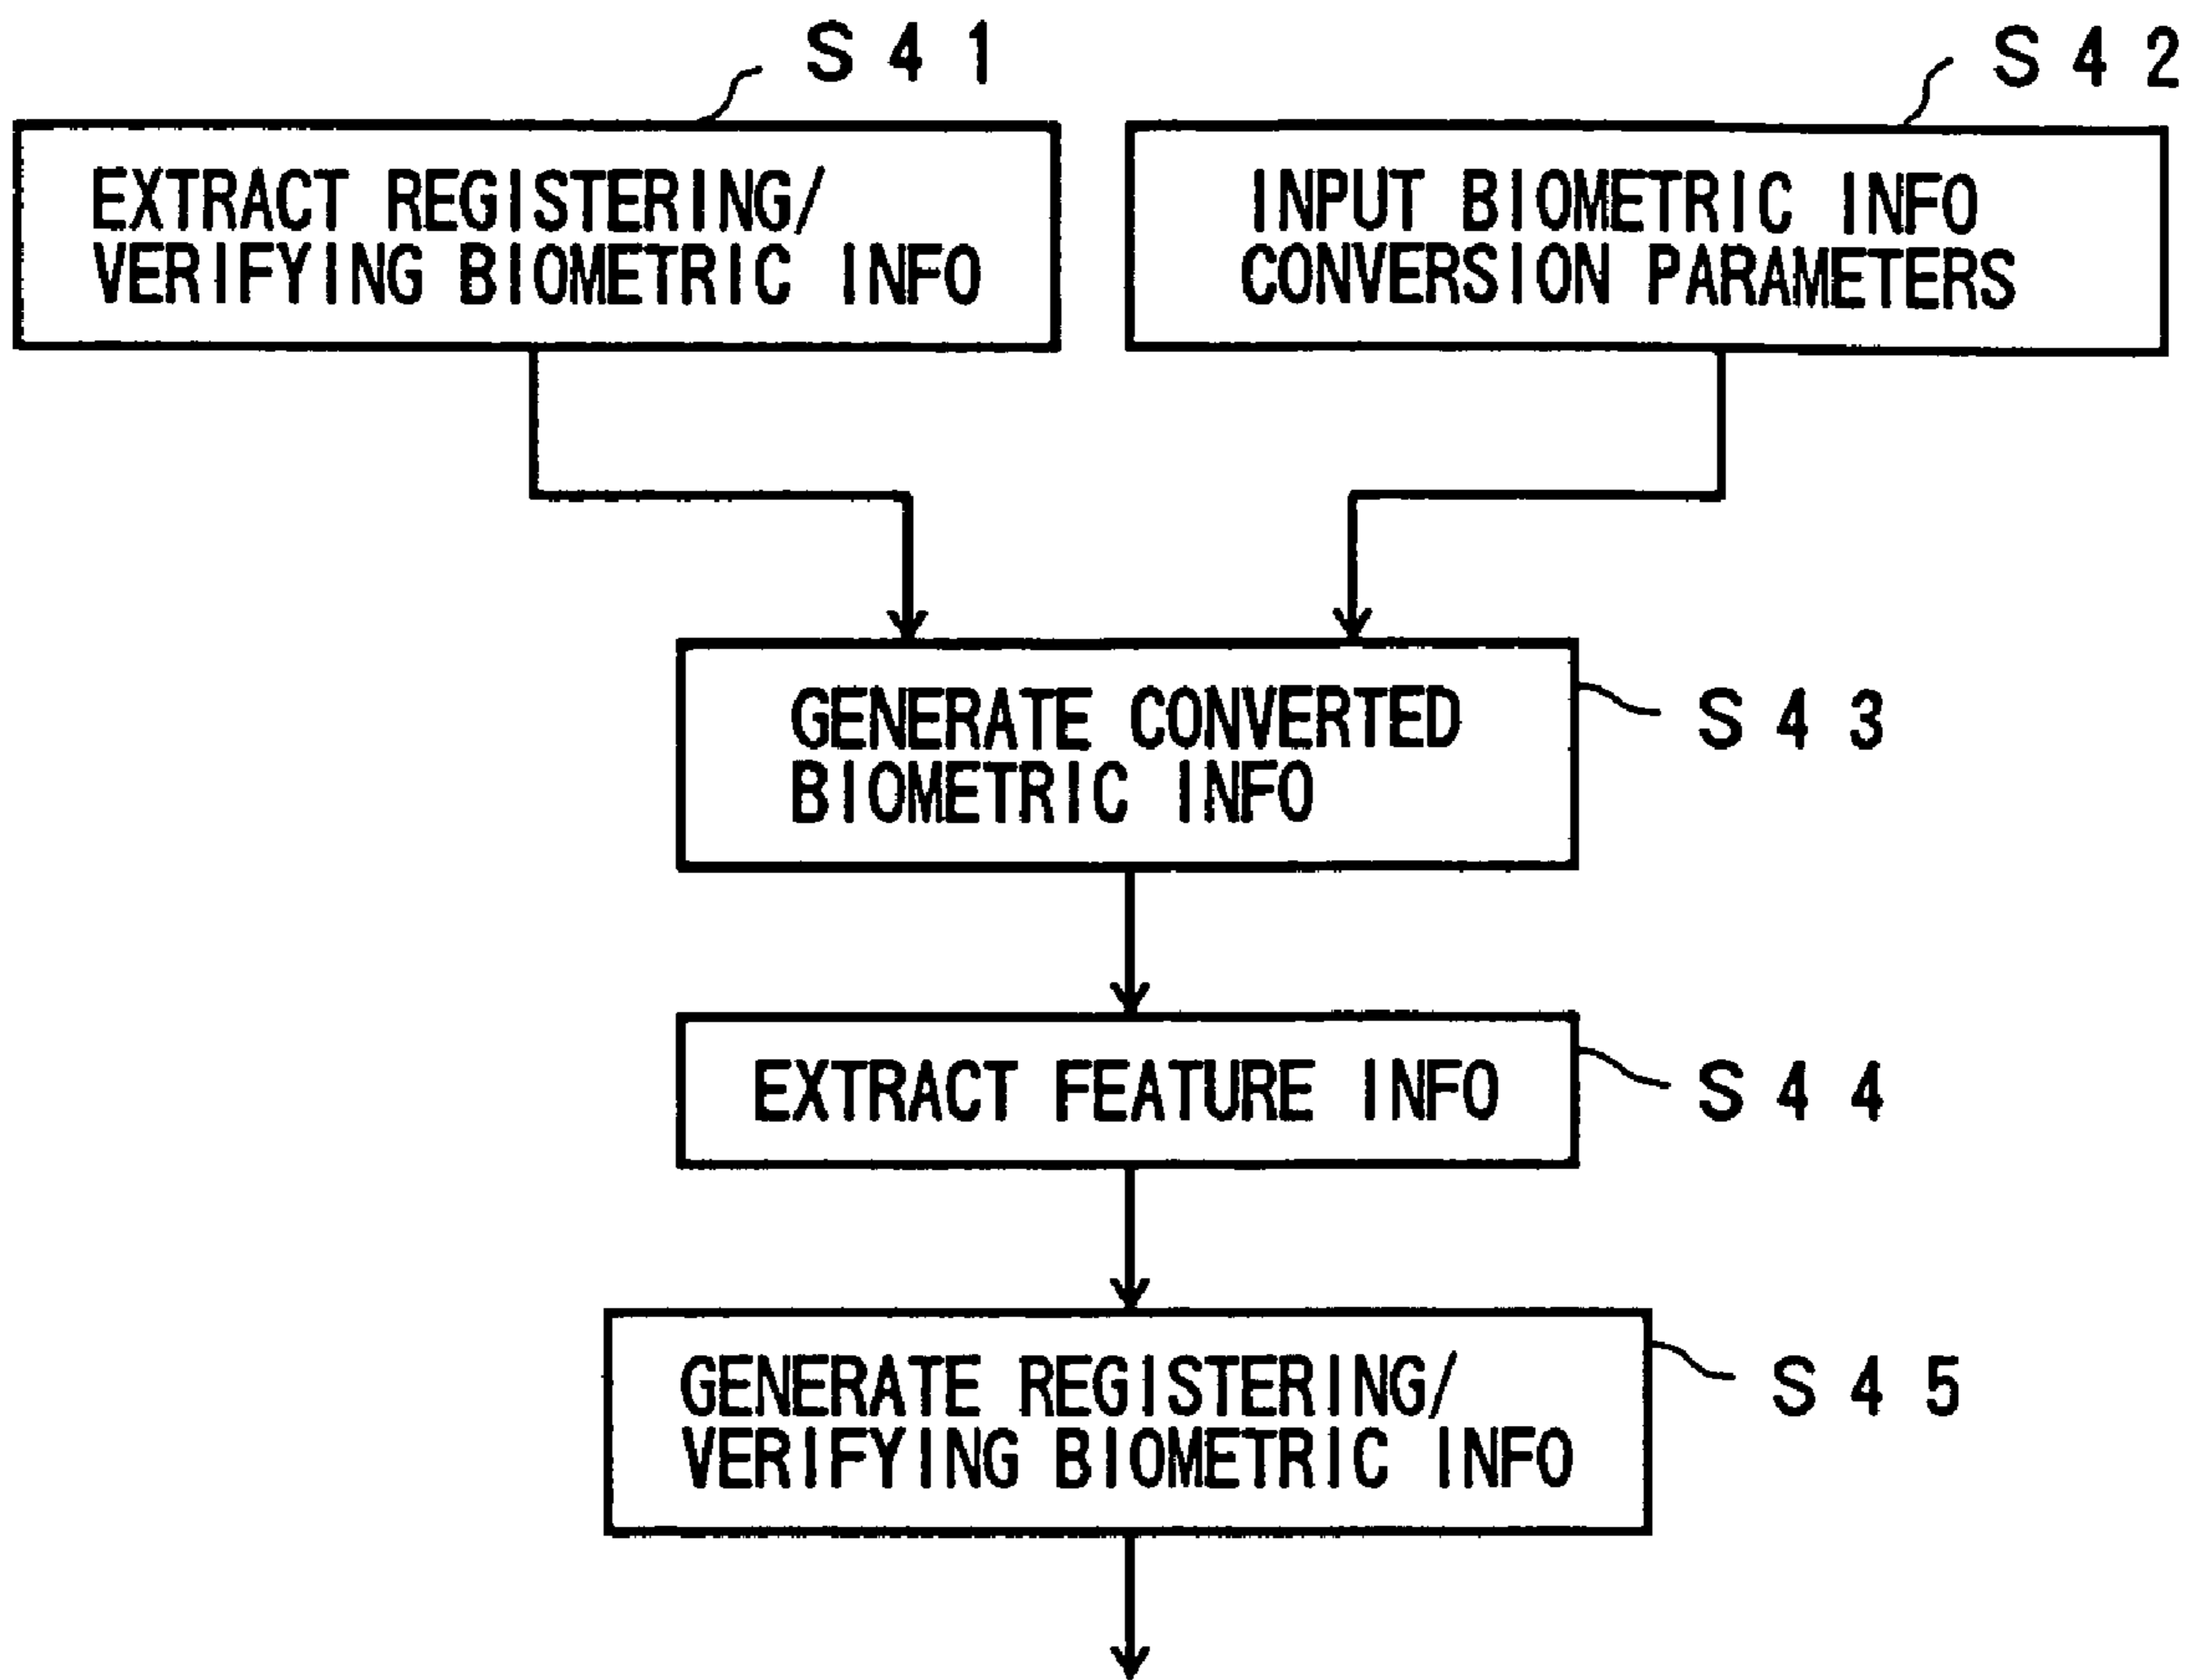 S41
S42
EXTRACT REGISTERING/
VERIFYING BIOMETRIC INFO
INPUT BIOMETRIC INFO
CONVERSION PARAMETERS
GENERATE CONVERTED
BIOMETRIC INFO
S43
EXTRACT FEATURE INFO
S44
GENERATE REGISTERING/
VERIFYING BIOMETRIC INFO
S45